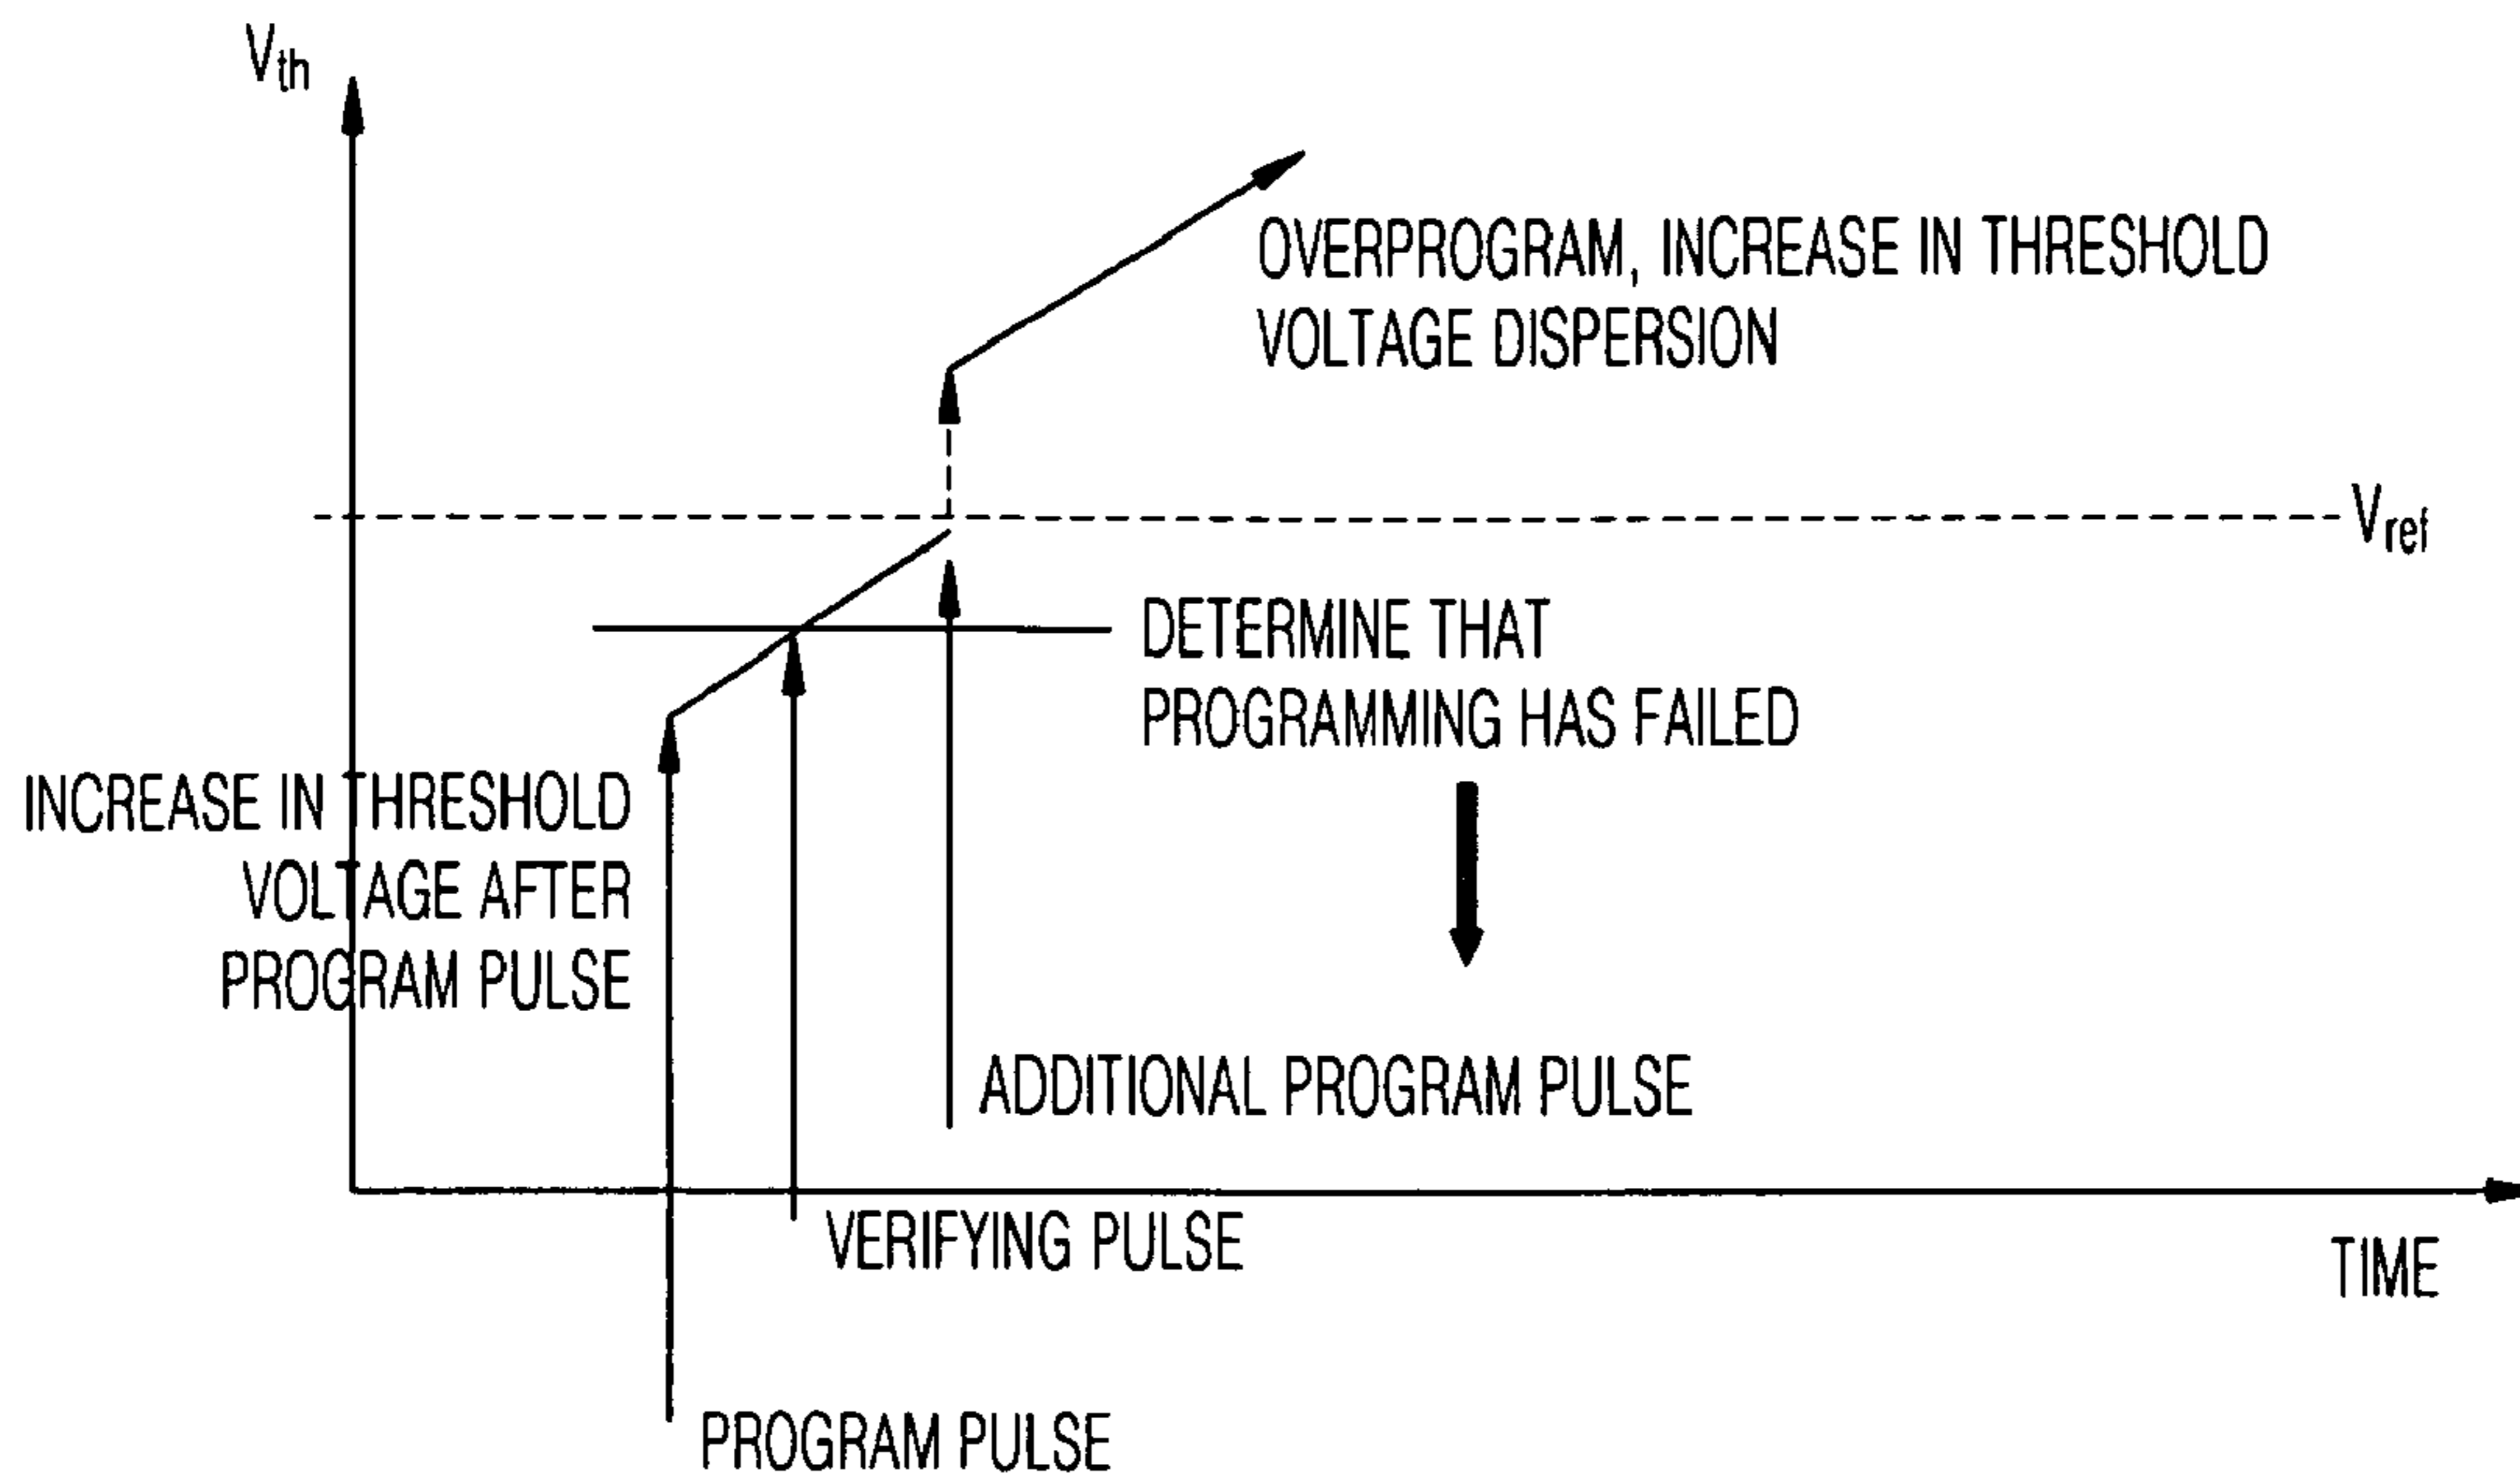 Vth
OVERPROGRAM, INCREASE IN THRESHOLD
VOLTAGE DISPERSION
Vref
DETERMINE THAT
PROGRAMMING HAS FAILED
INCREASE IN THRESHOLD
VOLTAGE AFTER
PROGRAM PULSE
ADDITIONAL PROGRAM PULSE
VERIFYING PULSE
TIME
PROGRAM PULSE